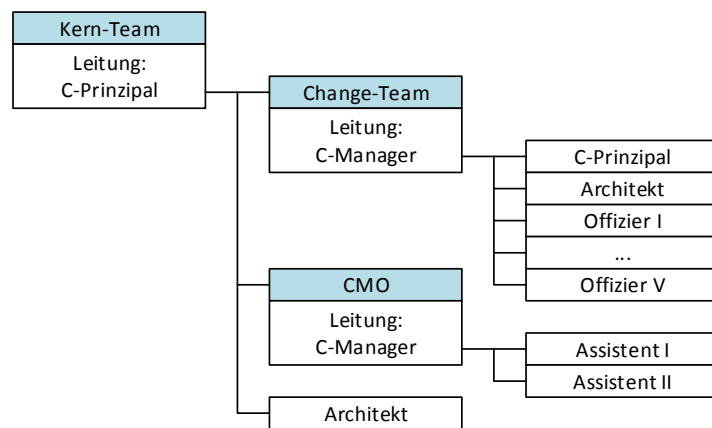 Kern-Team
Leitung:
C-Prinzipal
Change-Team
Leitung:
C-Manager
C-Prinzipal
Architekt
Offizier I
...
Offizier V
CMO
Leitung:
C-Manager
Assistent I
Assistent II
Architekt